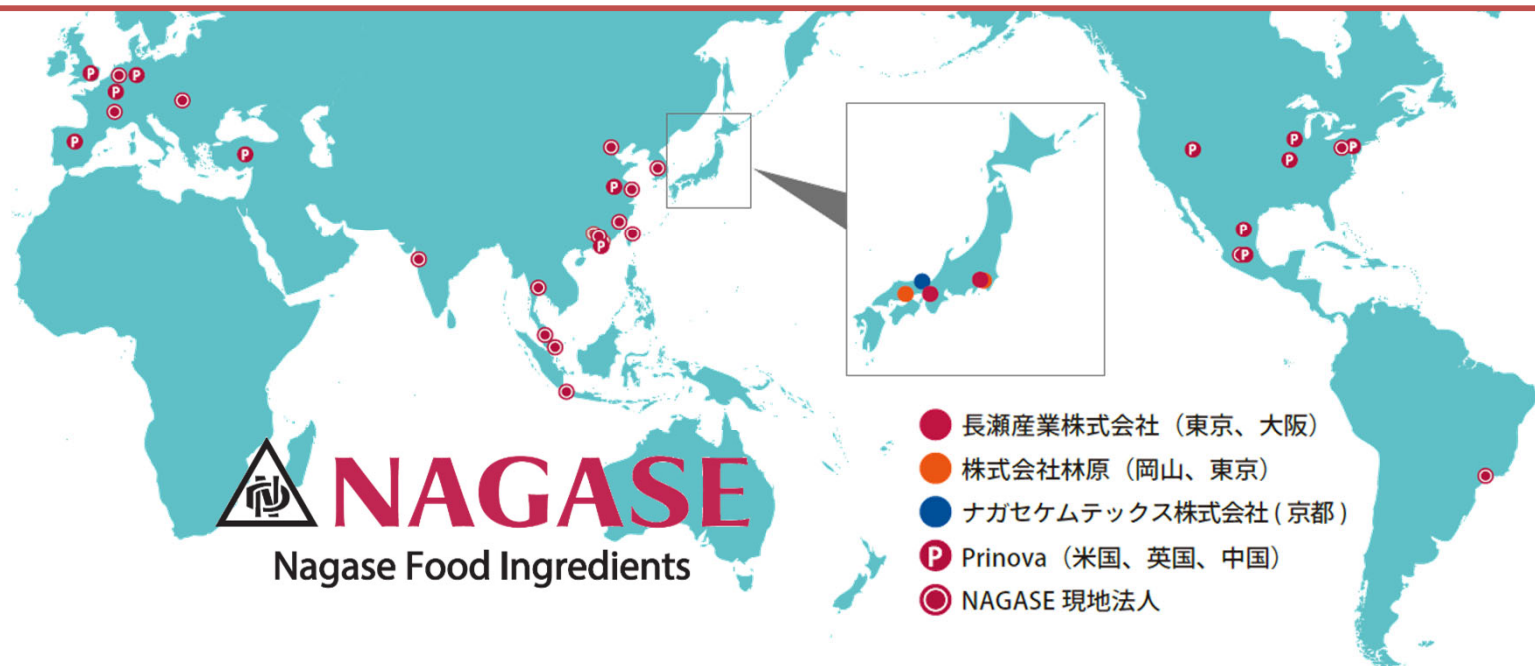 NAGASE
Nagase Food Ingredients
長瀬産業株式会社（東京、大阪）
株式会社林原（岡山、東京）
ナガセケムテックス株式会社 ( 京都 )
P Prinova（米国、英国、中国）
NAGASE 現地法人